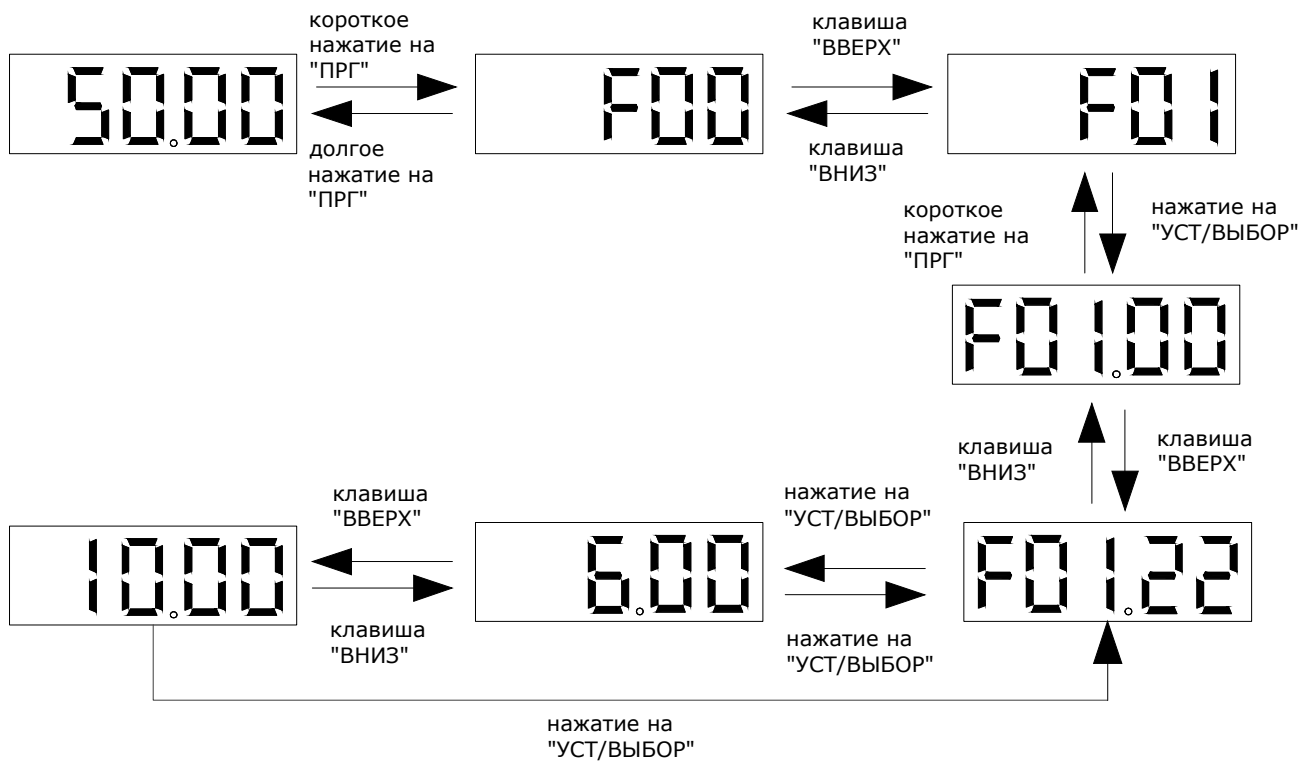 короткое
нажатие на
"ПРГ"
клавиша
"ВВЕРХ"
50.00
F00
F01
долгое
нажатие на
"ПРГ"
клавиша
"ВНИЗ"
короткое
нажатие на
"ПРГ"
нажатие на
"УСТ/ВЫБОР"
F01.00
клавиша
"ВНИЗ"
клавиша
"ВВЕРХ"
клавиша
"ВВЕРХ"
нажатие на
"УСТ/ВЫБОР"
10.00
6.00
F01.22
клавиша
"ВНИЗ"
нажатие на
"УСТ/ВЫБОР"
нажатие на
"УСТ/ВЫБОР"